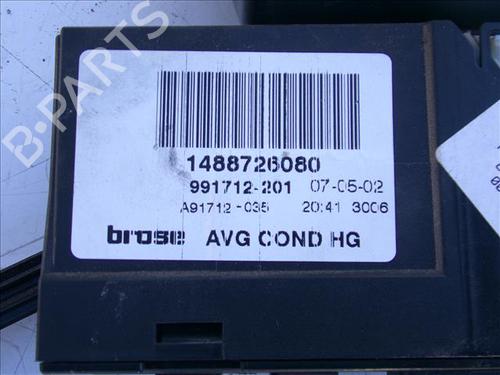 1488726080
991712-201 07-05-02
A91712-035 20:41 3006
brose AVG COND HG
B-PARTS